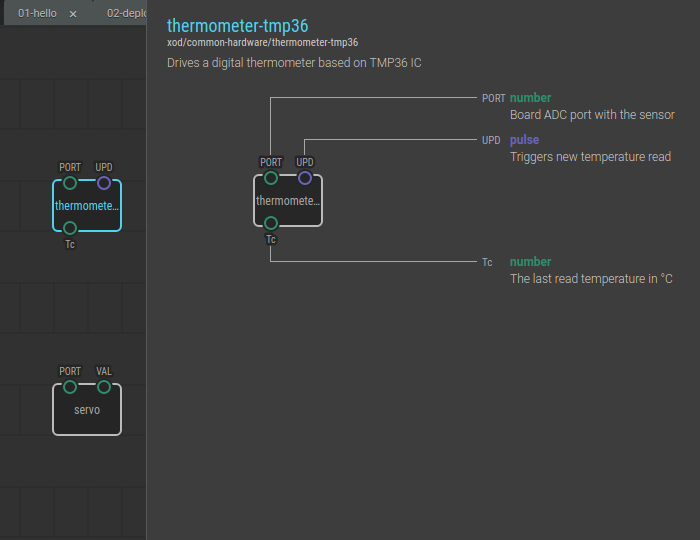 01-hello ×
02-deplo
PORT UPD
thermomete...
Tc
PORT VAL
servo
thermometer-tmp36
xod/common-hardware/thermometer-tmp36
Drives a digital thermometer based on TMP36 IC
PORT number
Board ADC port with the sensor
UPD pulse
Triggers new temperature read
PORT UPD
thermomete...
Tc
Tc number
The last read temperature in °C